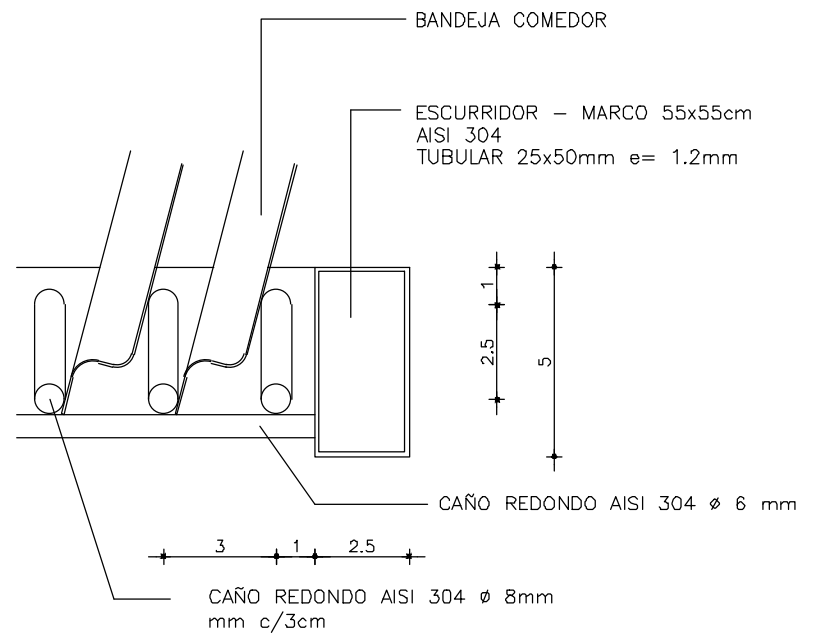 BANDEJA COMEDOR
ESCURRIDOR – MARCO 55x55cm
AISI 304
TUBULAR 25x50mm e= 1.2mm
1
2.5
5
CAÑO REDONDO AISI 304 ø 6 mm
3 1 2.5
CAÑO REDONDO AISI 304 ø 8mm
mm c/3cm